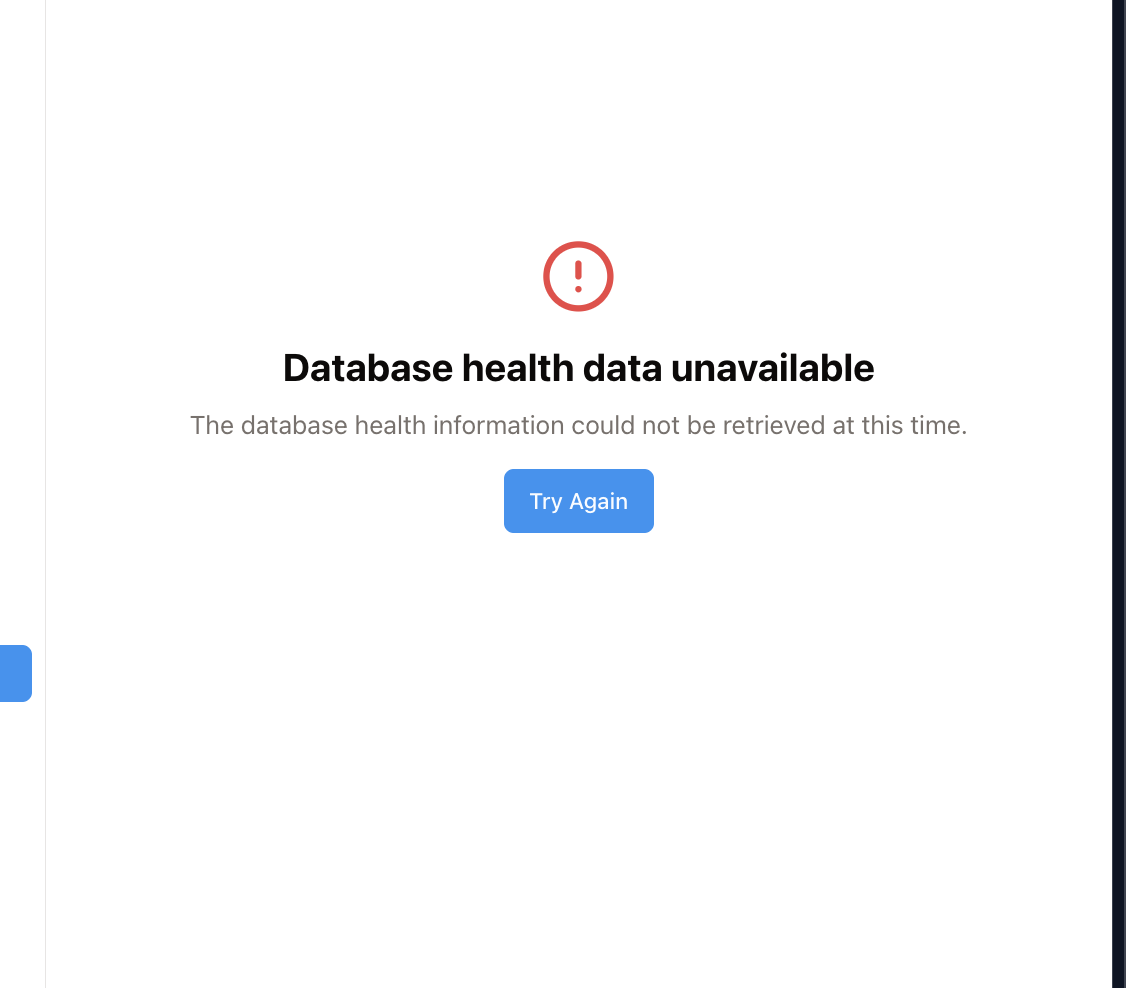 Database health data unavailable
The database health information could not be retrieved at this time.
Try Again